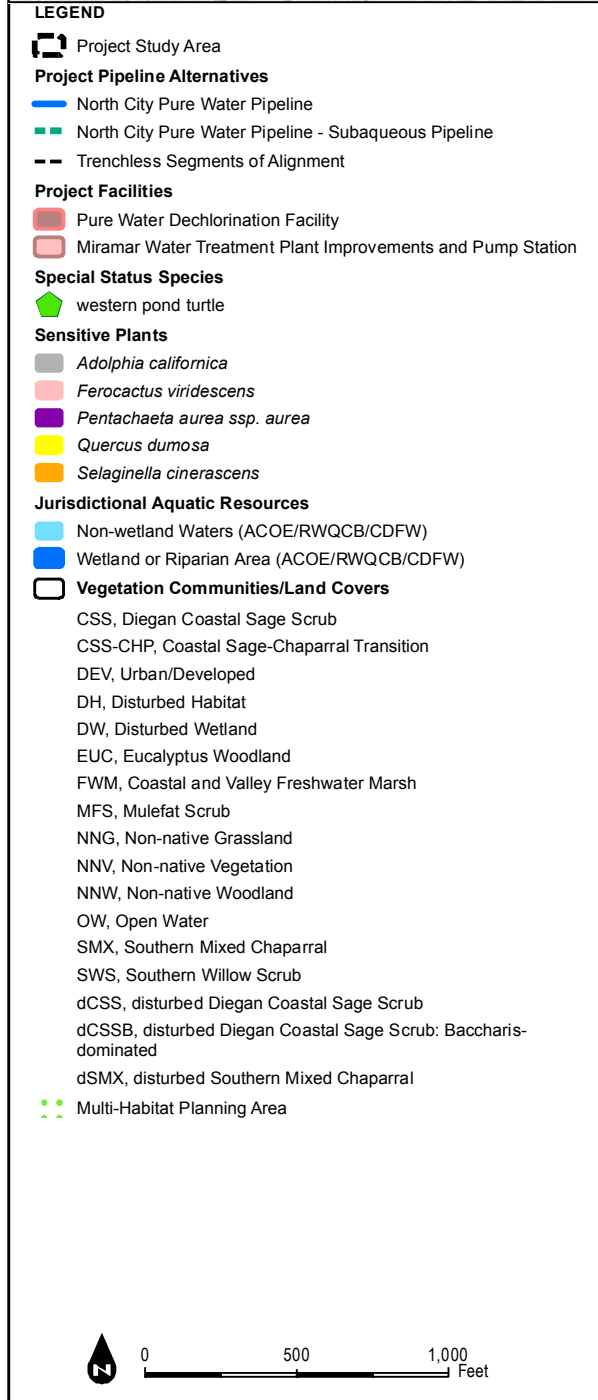 LEGEND
Project Study Area
Project Pipeline Alternatives
North City Pure Water Pipeline
North City Pure Water Pipeline - Subaqueous Pipeline
Trenchless Segments of Alignment
Project Facilities
Pure Water Dechlorination Facility
Miramar Water Treatment Plant Improvements and Pump Station
Special Status Species
western pond turtle
Sensitive Plants
Adolphia californica
Ferocactus viridescens
Pentachaeta aurea ssp. aurea
Quercus dumosa
Selaginella cinerascens
Jurisdictional Aquatic Resources
Non-wetland Waters (ACOE/RWQCB/CDFW)
Wetland or Riparian Area (ACOE/RWQCB/CDFW)
Vegetation Communities/Land Covers
CSS, Diegan Coastal Sage Scrub
CSS-CHP, Coastal Sage-Chaparral Transition
DEV, Urban/Developed
DH, Disturbed Habitat
DW, Disturbed Wetland
EUC, Eucalyptus Woodland
FWM, Coastal and Valley Freshwater Marsh
MFS, Mulefat Scrub
NNG, Non-native Grassland
NNV, Non-native Vegetation
NNW, Non-native Woodland
OW, Open Water
SMX, Southern Mixed Chaparral
SWS, Southern Willow Scrub
dCSS, disturbed Diegan Coastal Sage Scrub
dCSSB, disturbed Diegan Coastal Sage Scrub: Baccharis-
dominated
dSMX, disturbed Southern Mixed Chaparral
Multi-Habitat Planning Area
N
0 500 1,000
Feet